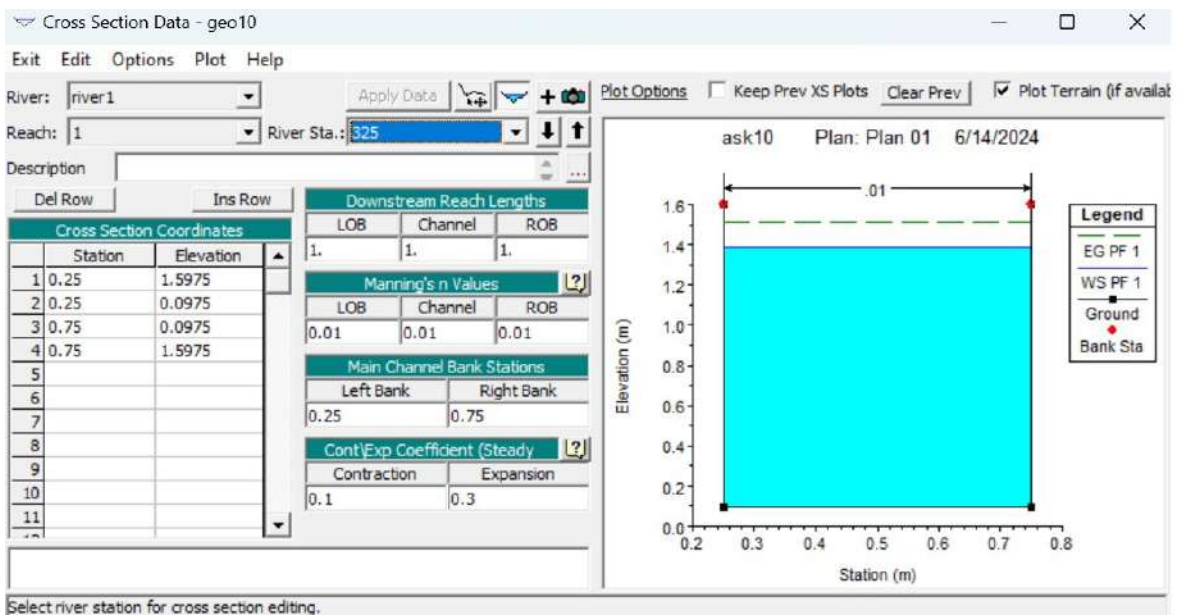 Cross Section Data - geo10
Exit Edit Options Plot Help
River: river1 Apply Data
Reach: 1 River Sta.: 325
Description ...
Del Row Ins Row
Cross Section Coordinates
Station Elevation
1 0.25 1.5975
2 0.25 0.0975
3 0.75 0.0975
4 0.75 1.5975
5
6
7
8
9
10
11
Downstream Reach Lengths
LOB Channel ROB
1. 1. 1.
Manning's n Values
LOB Channel ROB
0.01 0.01 0.01
Main Channel Bank Stations
Left Bank Right Bank
0.25 0.75
Cont\Exp Coefficient (Steady
Contraction Expansion
0.1 0.3
Select river station for cross section editing.
Plot Options Keep Prev XS Plots Clear Prev Plot Terrain (if availab
ask10 Plan: Plan 01 6/14/2024
.01
1.6
1.4
1.2
1.0
0.8
0.6
0.4
0.2
0.0
Elevation (m)
0.2 0.3 0.4 0.5 0.6 0.7 0.8
Station (m)
Legend
EG PF 1
WS PF 1
Ground
Bank Sta